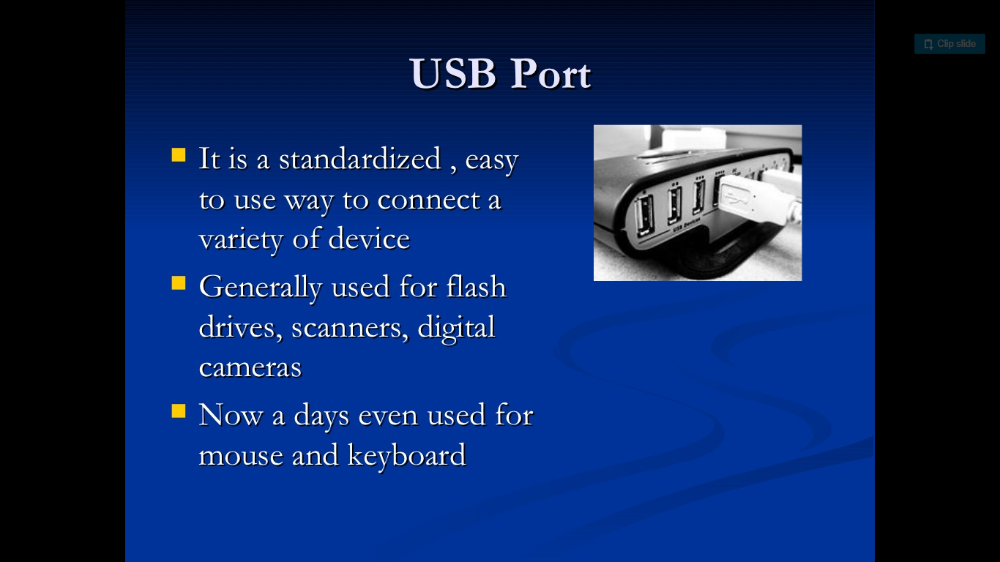 Clip slide
USB Port
It is a standardized , easy
to use way to connect a
variety of device
Generally used for flash
drives, scanners, digital
cameras
Now a days even used for
mouse and keyboard
USB Devices